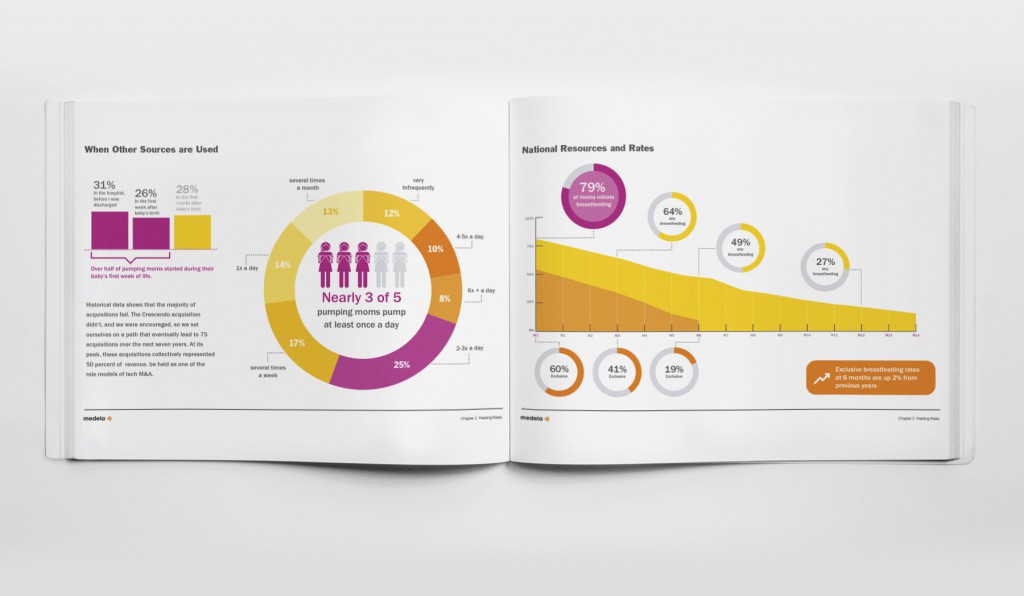 When Other Sources are Used
31%
in the hospital,
before I was
discharged
26%
in the first
week after
baby's birth
28%
in the first
month after
baby's birth
Over half of pumping moms started during their
baby's first week of life.
Historical data shows that the majority of
acquisitions fail. The Crescendo acquisition
didn't, and we were encouraged, so we set
ourselves on a path that eventually lead to 75
acquisitions over the next seven years. At its
peak, these acquisitions collectively represented
50 percent of revenue. be held as one of the
role models of tech M&A.
several times
a month
very
Infrequently
13%
12%
4-5x a day
10%
1x a day
14%
6x + a day
8%
Nearly 3 of 5
pumping moms pump
at least once a day
17%
several times
a week
25%
2-3x a day
medela
Chapter 2: Feeding Rates
National Resources and Rates
79%
of moms initiate
breastfeeding
64%
any
breastfeeding
49%
any
breastfeeding
27%
any
breastfeeding
100%
75%
50%
25%
0%
60%
Exclusive
41%
Exclusive
19%
Exclusive
Exclusive breastfeeding rates
at 6 months are up 2% from
previous years
medela
Chapter 2: Feeding Rates